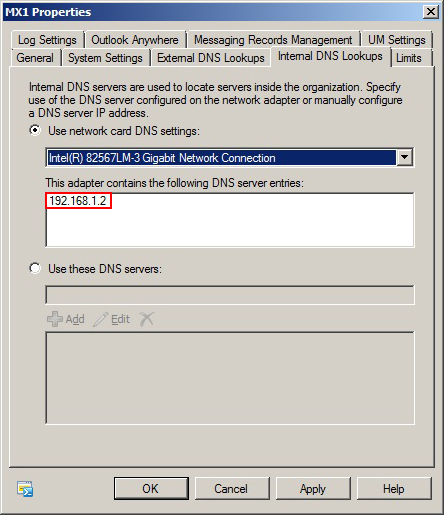 MX1 Properties
Log Settings Outlook Anywhere Messaging Records Management UM Settings
General System Settings External DNS Lookups Internal DNS Lookups Limits
Internal DNS servers are used to locate servers inside the organization. Specify
use of the DNS server configured on the network adapter or manually configure
a DNS server IP address.
Use network card DNS settings:
Intel(R) 82567LM-3 Gigabit Network Connection
This adapter contains the following DNS server entries:
192.168.1.2
Use these DNS servers:
Add Edit
OK Cancel Apply Help